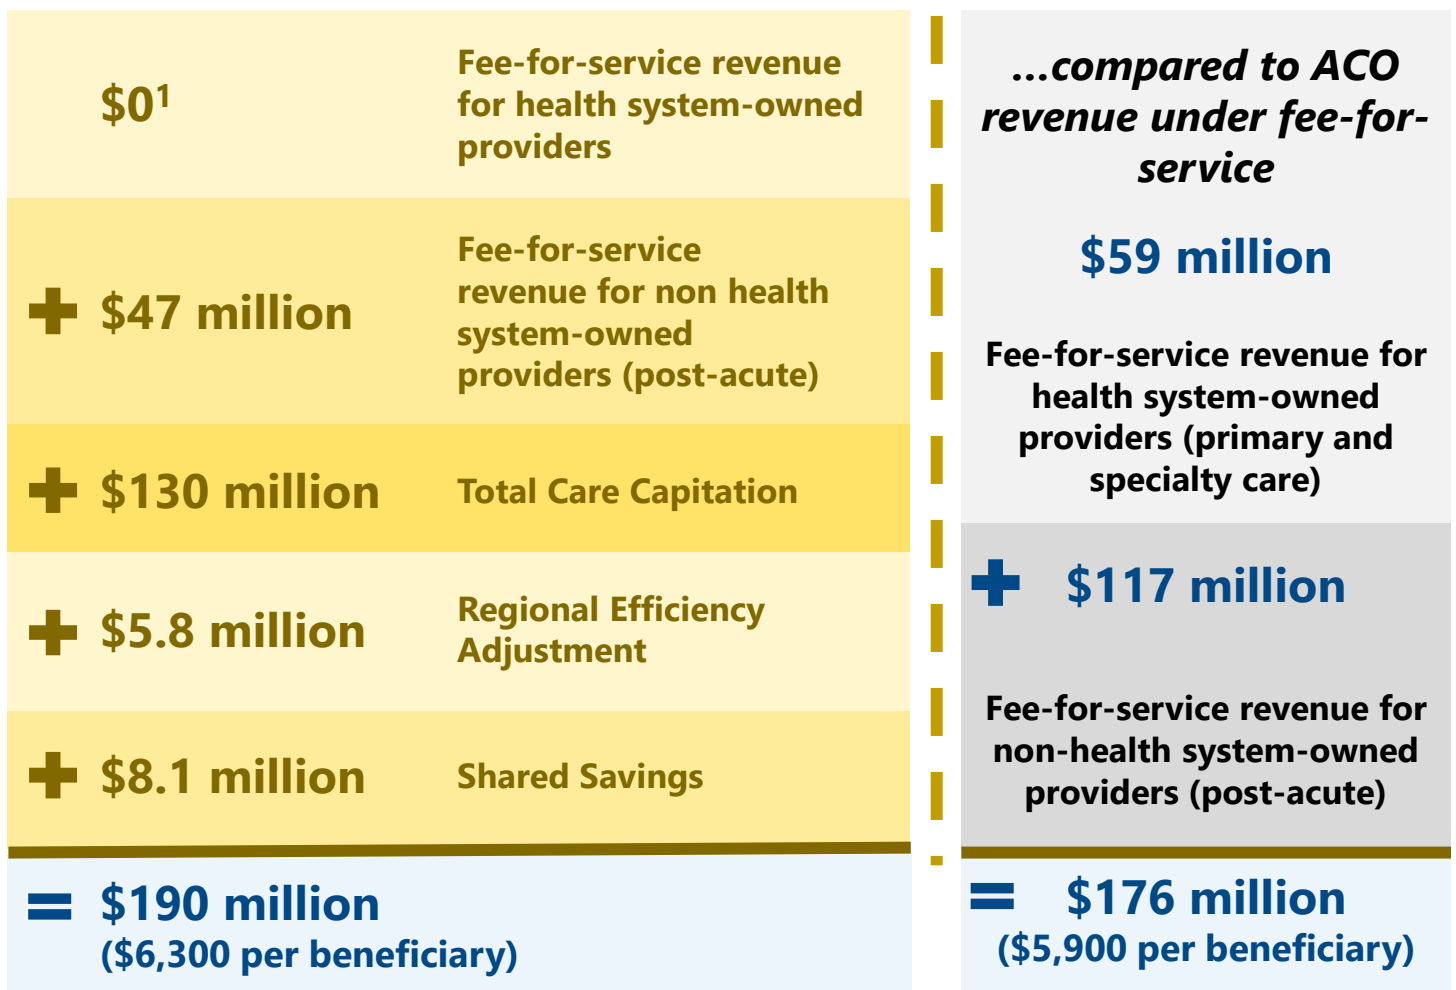 $0¹
Fee-for-service revenue
for health system-owned
providers
+ $47 million
Fee-for-service
revenue for non health
system-owned
providers (post-acute)
+ $130 million
Total Care Capitation
+ $5.8 million
Regional Efficiency
Adjustment
+ $8.1 million
Shared Savings
= $190 million
($6,300 per beneficiary)
...compared to ACO
revenue under fee-for-
service
$59 million
Fee-for-service revenue for
health system-owned
providers (primary and
specialty care)
+ $117 million
Fee-for-service revenue for
non-health system-owned
providers (post-acute)
= $176 million
($5,900 per beneficiary)